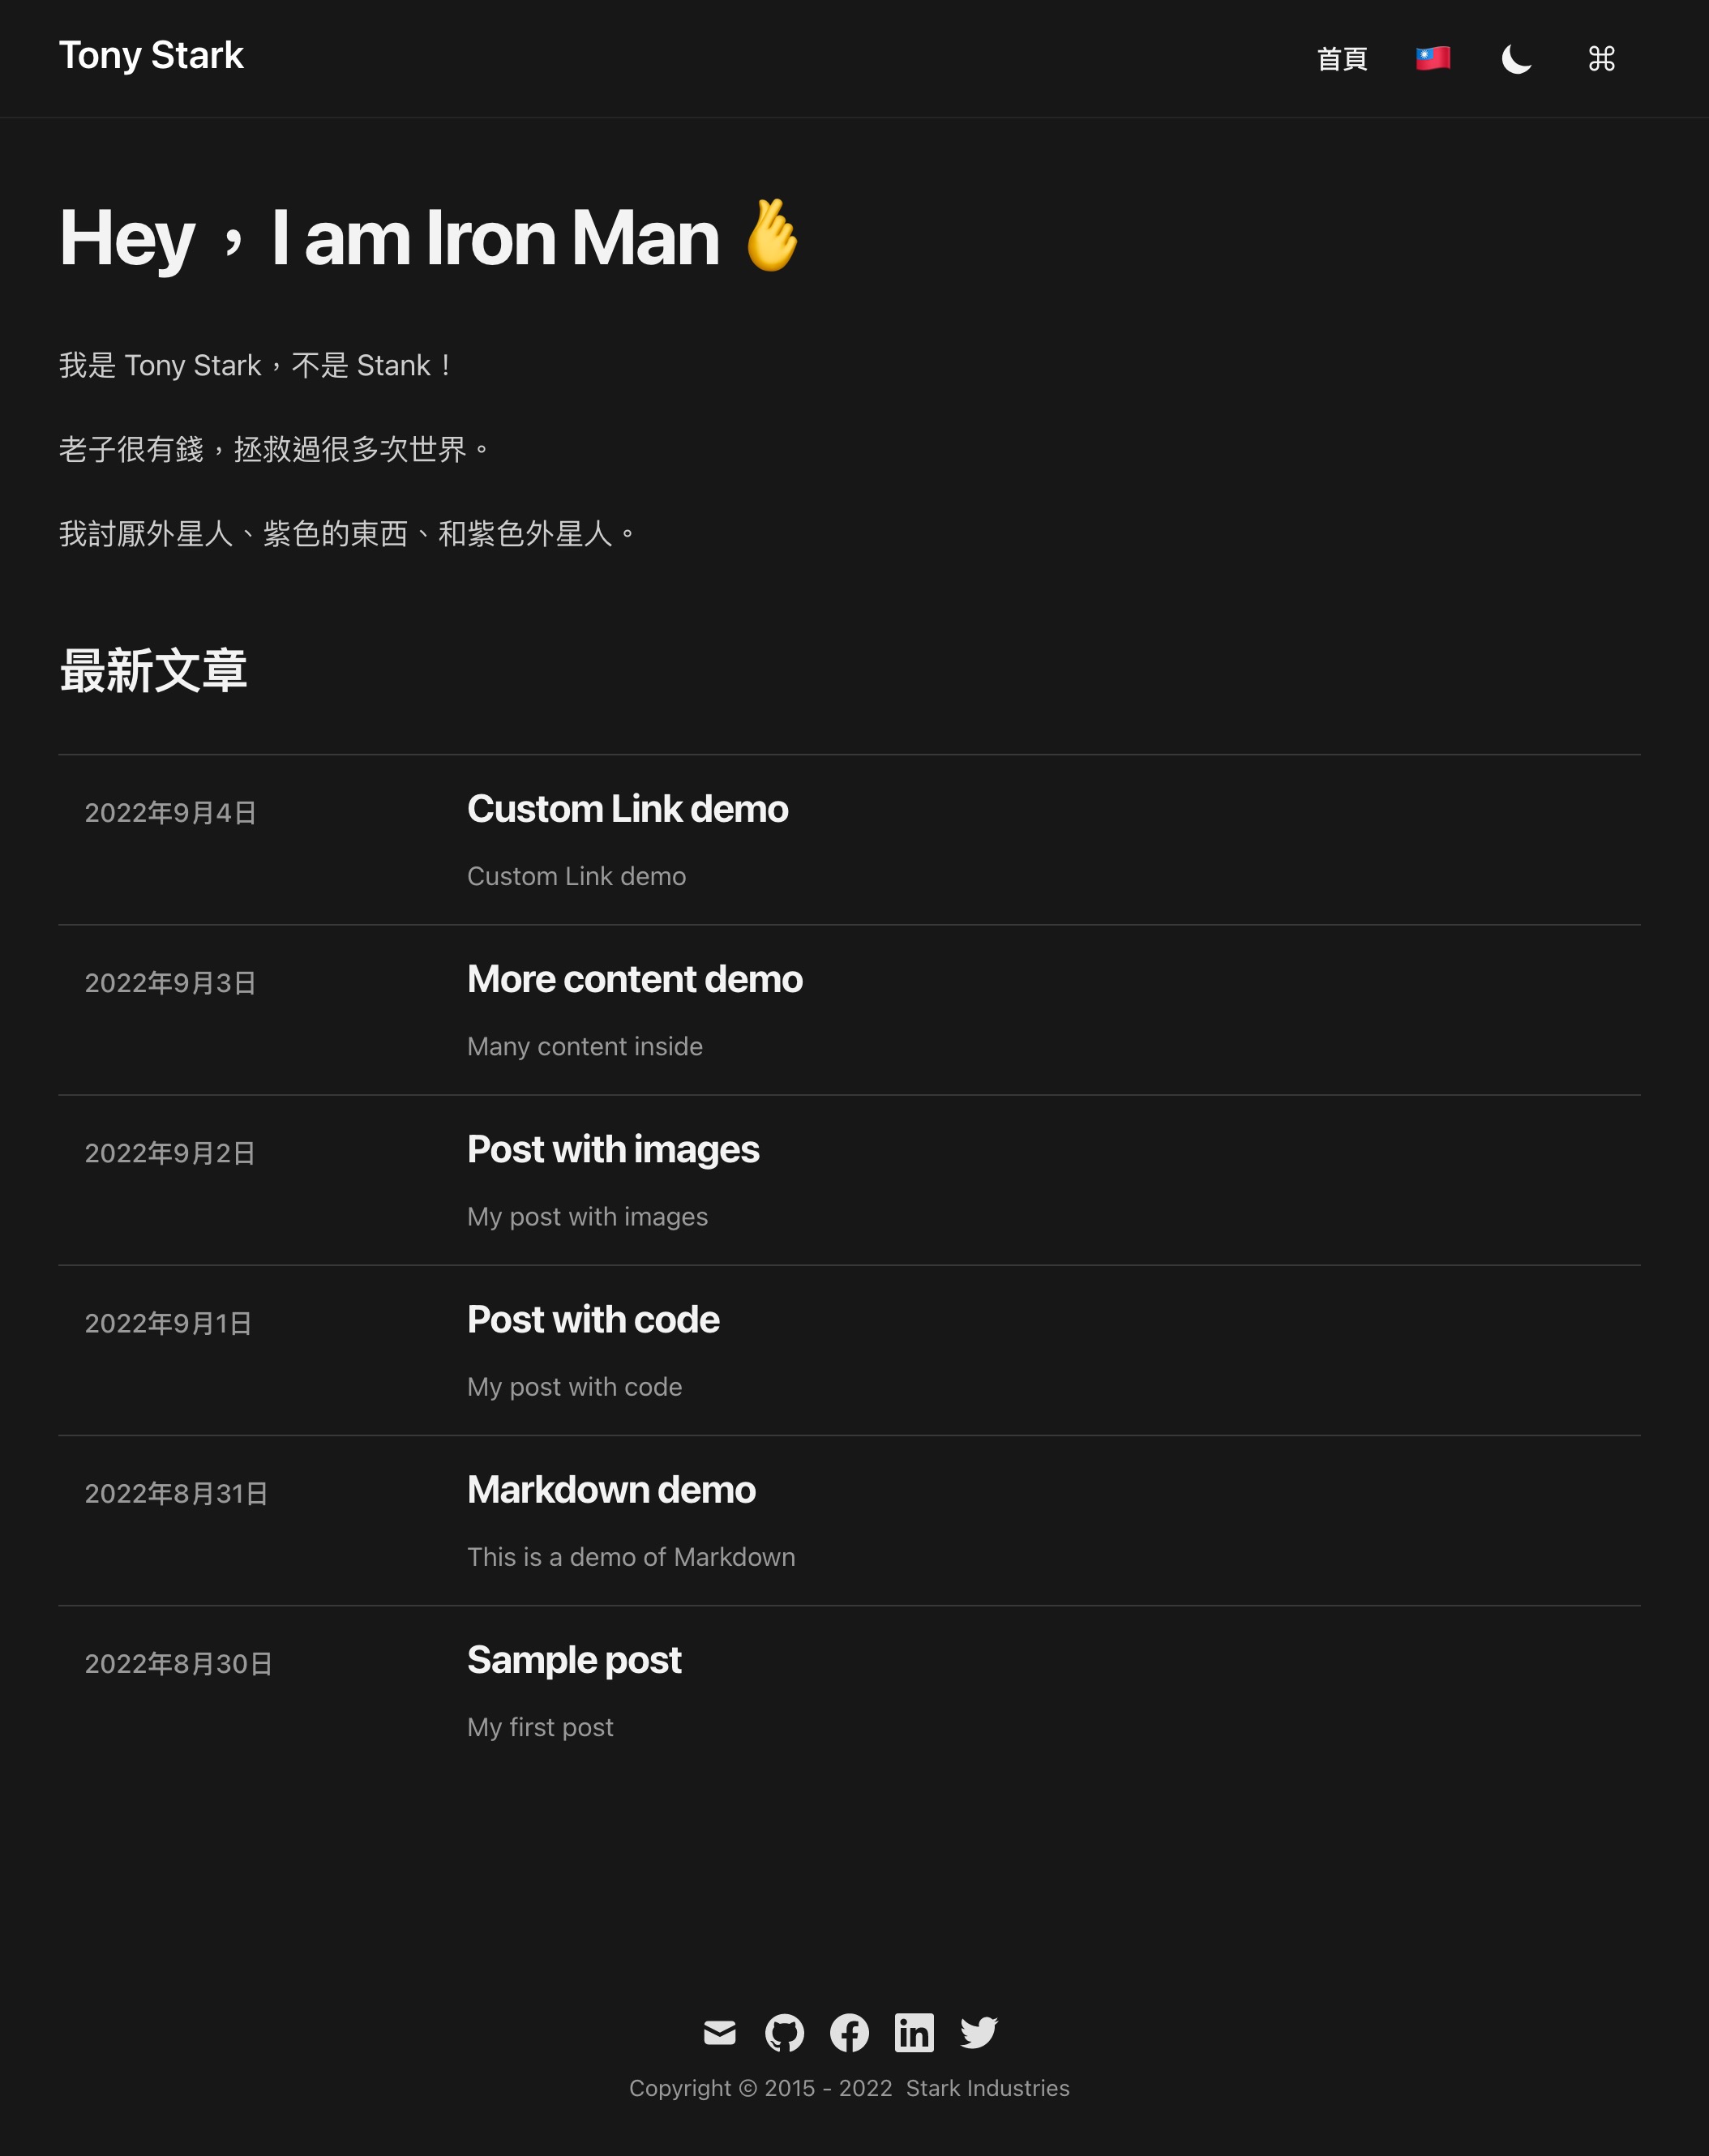 Tony Stark
首頁 🇹🇼 ⌘
Hey，I am Iron Man 🫰
我是 Tony Stark，不是 Stank！
老子很有錢，拯救過很多次世界。
我討厭外星人、紫色的東西、和紫色外星人。
最新文章
2022年9月4日
Custom Link demo
Custom Link demo
2022年9月3日
More content demo
Many content inside
2022年9月2日
Post with images
My post with images
2022年9月1日
Post with code
My post with code
2022年8月31日
Markdown demo
This is a demo of Markdown
2022年8月30日
Sample post
My first post
Copyright © 2015 - 2022 Stark Industries